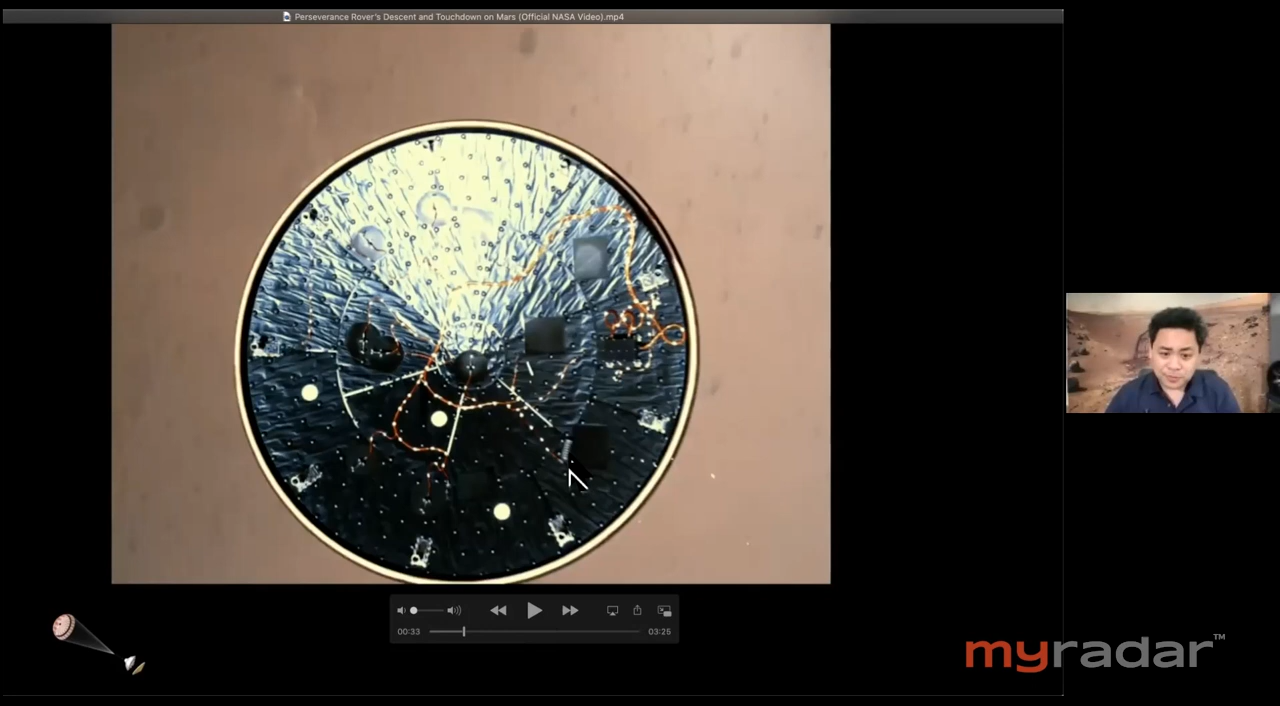 Perseverance Rover's Descent and Touchdown on Mars (Official NASA Video).mp4
00:33
03:25
myradar™